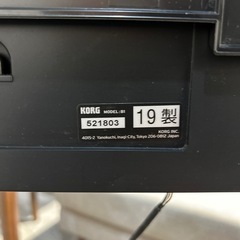 KORG MODEL: B1
521803
19製
KORG INC.
4015-2 Yanokuchi, Inagi City, Tokyo 206-0812 Japan